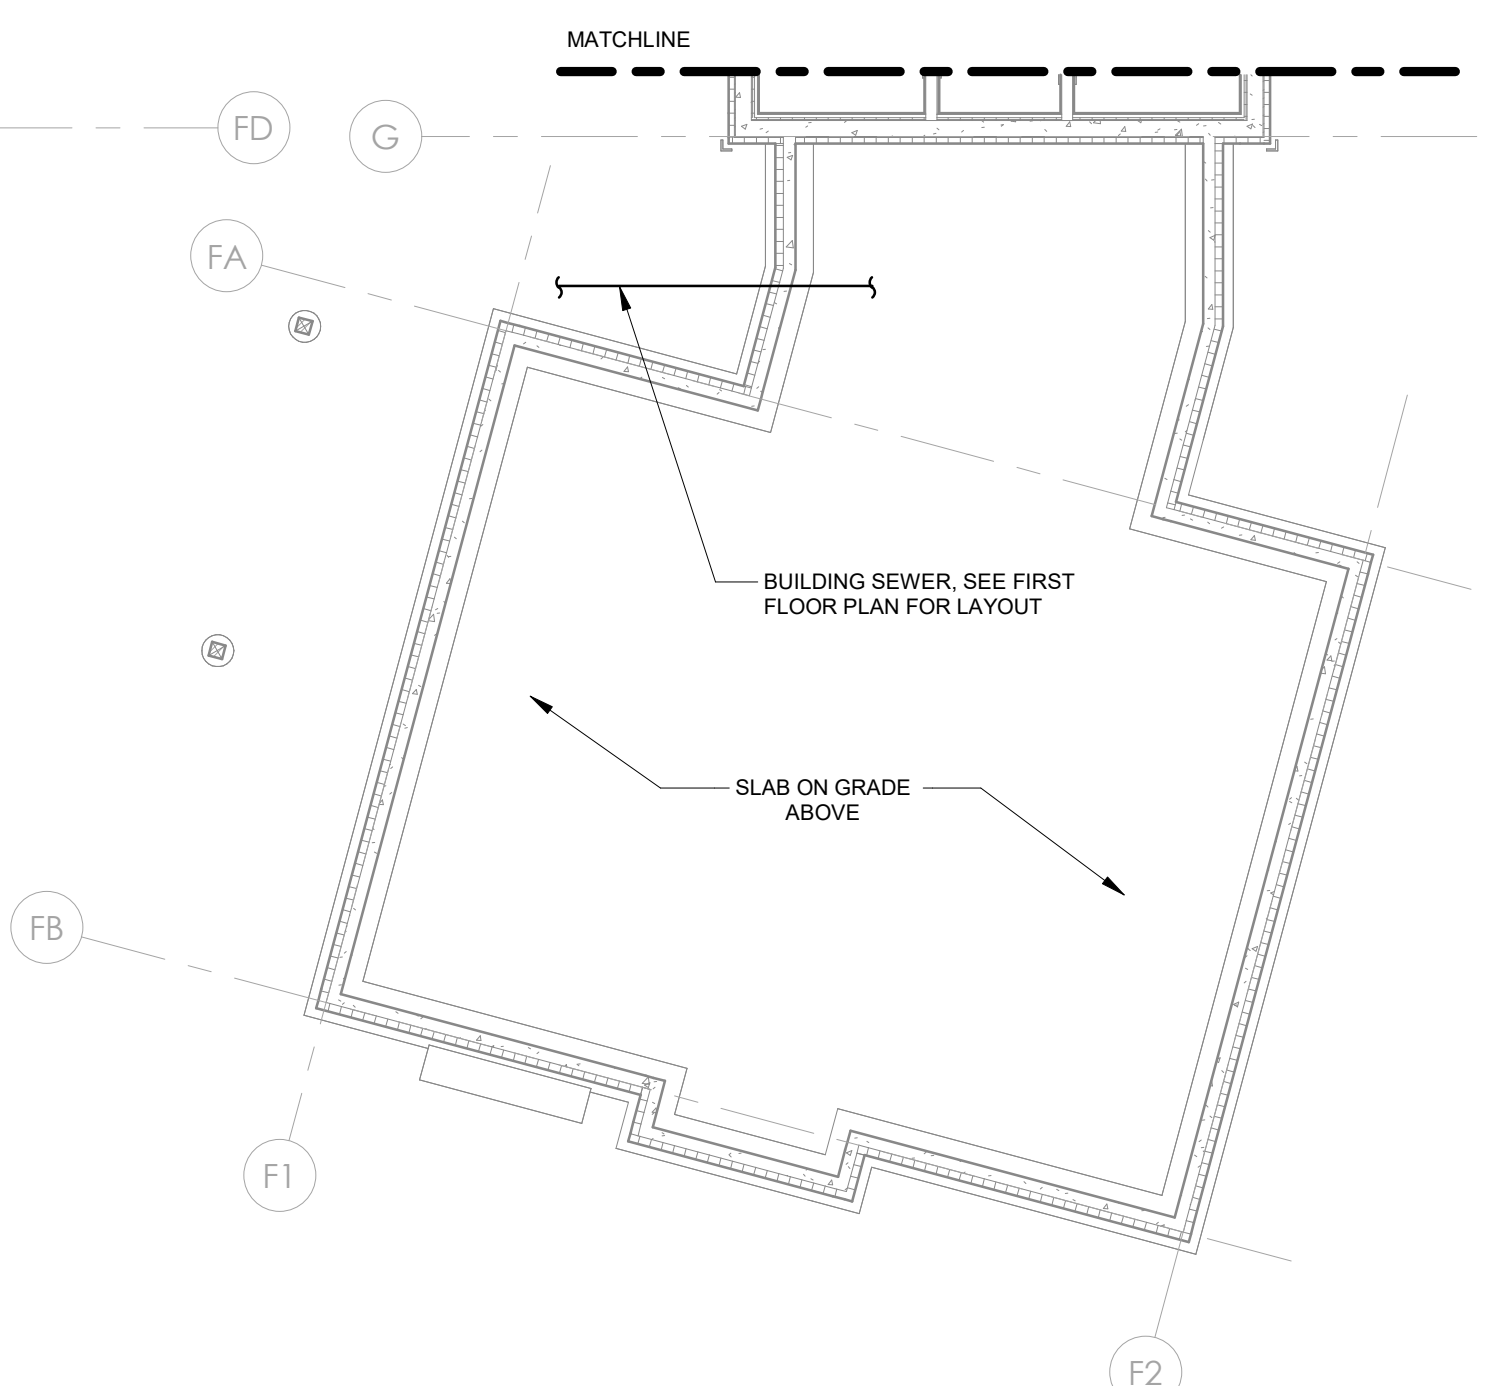 MATCHLINE
FD
G
FA
BUILDING SEWER, SEE FIRST
FLOOR PLAN FOR LAYOUT
SLAB ON GRADE
ABOVE
FB
F1
F2